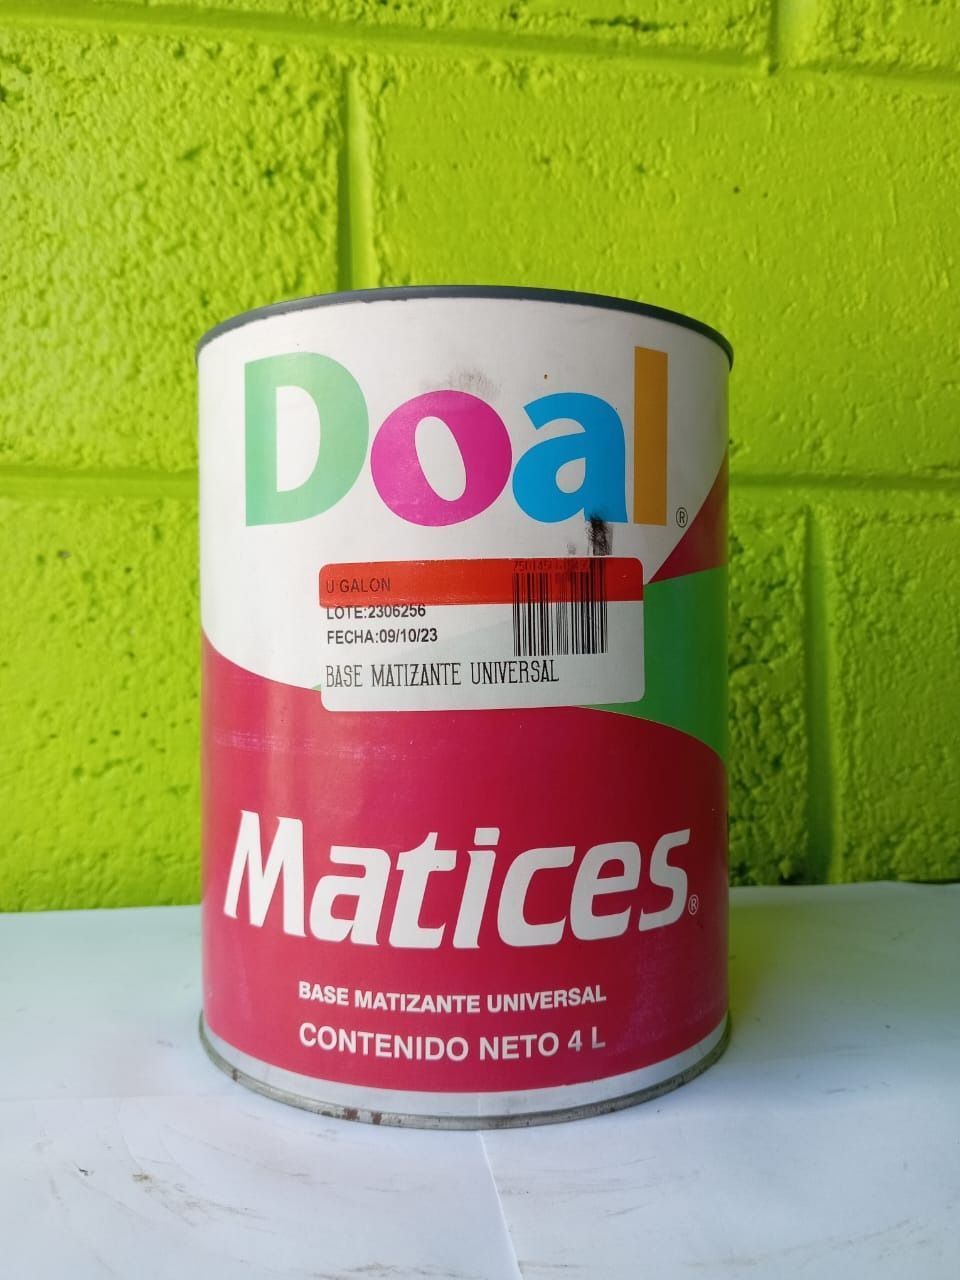 Doal®
U GALON
LOTE:2306256
FECHA:09/10/23
BASE MATIZANTE UNIVERSAL
Matices®
BASE MATIZANTE UNIVERSAL
CONTENIDO NETO 4 L